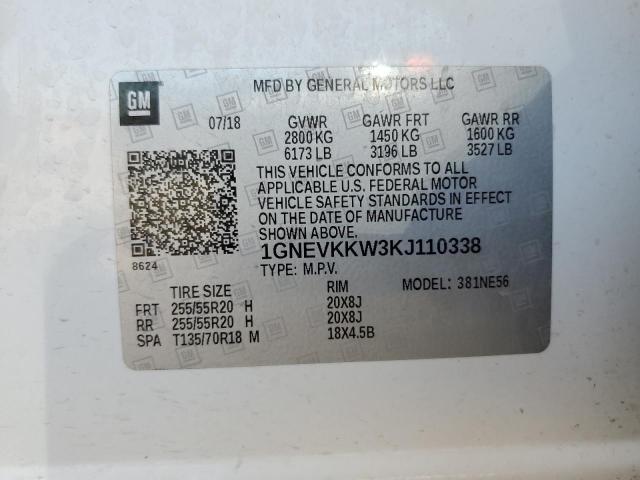 GM
MFD BY GENERAL MOTORS LLC
07/18 GVWR GAWR FRT GAWR RR
2800 KG 1450 KG 1600 KG
6173 LB 3196 LB 3527 LB
THIS VEHICLE CONFORMS TO ALL
APPLICABLE U.S. FEDERAL MOTOR
VEHICLE SAFETY STANDARDS IN EFFECT
ON THE DATE OF MANUFACTURE
SHOWN ABOVE.
8624
1GNEVKKW3KJ110338
TYPE: M.P.V. MODEL: 381NE56
TIRE SIZE RIM
FRT 255/55R20 H 20X8J
RR 255/55R20 H 20X8J
SPA T135/70R18 M 18X4.5B